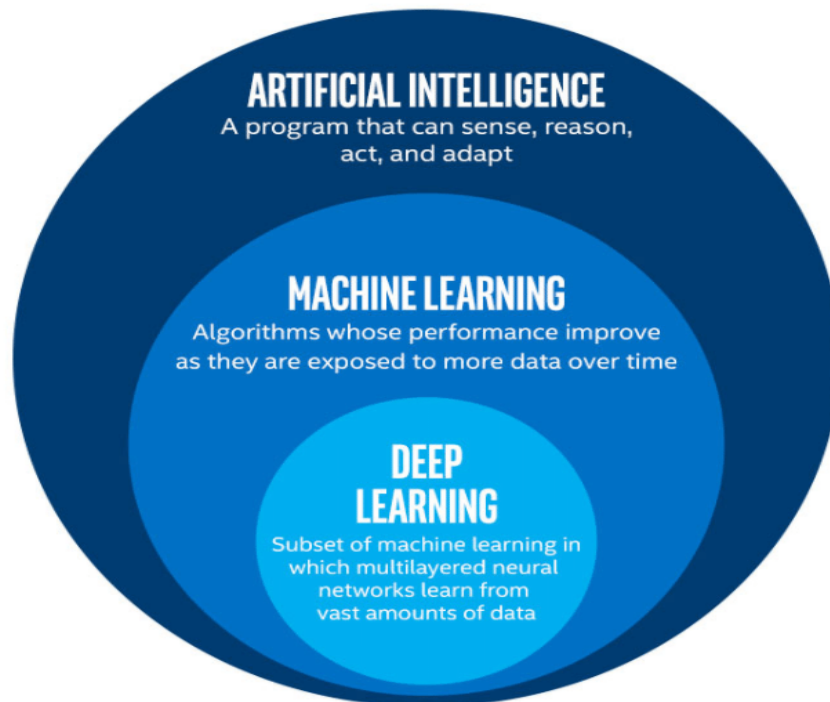 ARTIFICIAL INTELLIGENCE
A program that can sense, reason,
act, and adapt
MACHINE LEARNING
Algorithms whose performance improve
as they are exposed to more data over time
DEEP
LEARNING
Subset of machine learning in
which multilayered neural
networks learn from
vast amounts of data